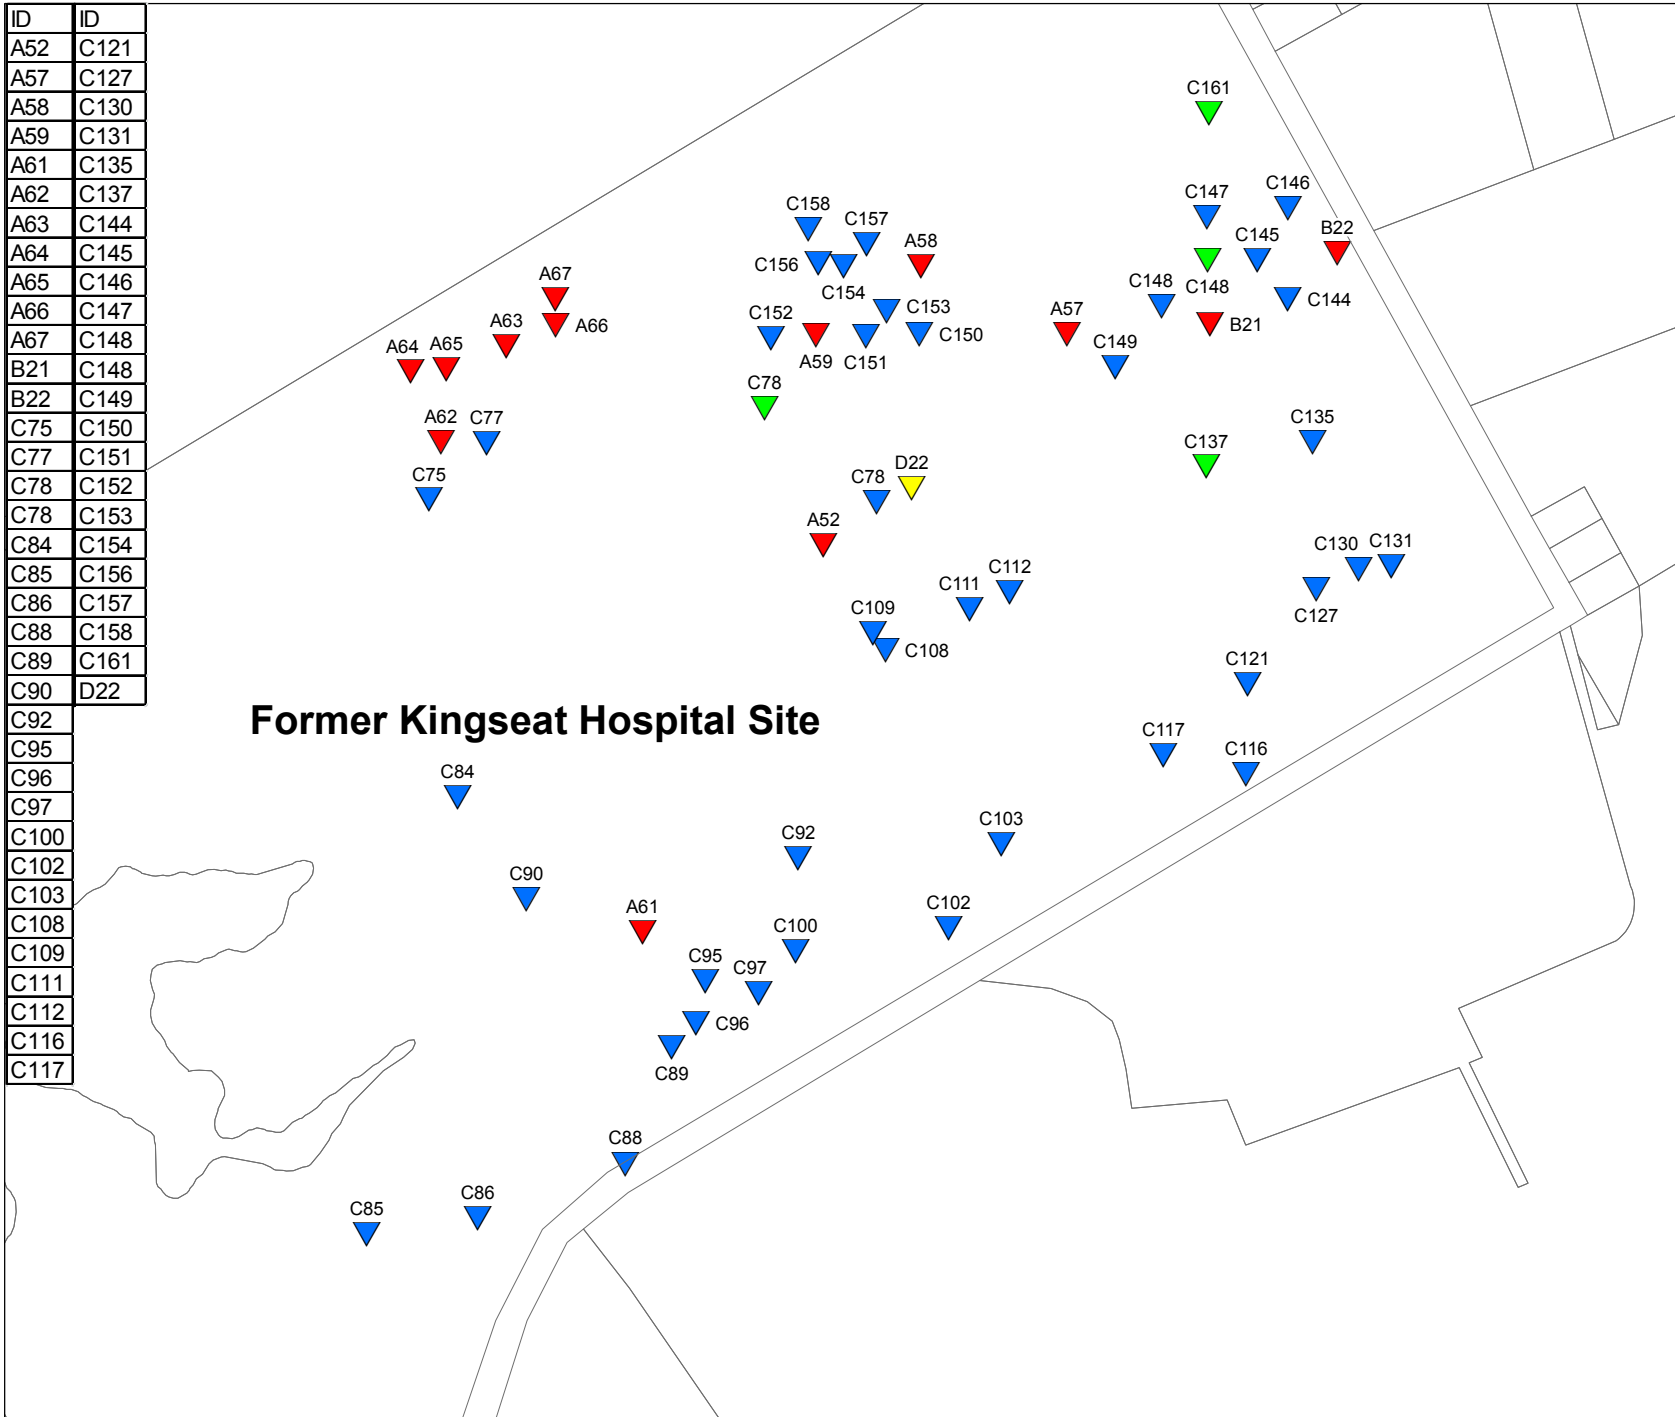 ID ID
A52 C121
A57 C127
A58 C130
A59 C131
A61 C135
A62 C137
A63 C144
A64 C145
A65 C146
A66 C147
A67 C148
B21 C148
B22 C149
C75 C150
C77 C151
C78 C152
C78 C153
C84 C154
C85 C156
C86 C157
C88 C158
C89 C161
C90 D22
C92
C95
C96
C97
C100
C102
C103
C108
C109
C111
C112
C116
C117
C161
C147 C146
C158 C157 B22
A58 C145
C156
A67 C154 C148 C148 C144
A63 A66 C152 C153 A57 B21
C150
A64 A65 A59 C151 C149
C78
A62 C77 C135
C137
C75 C78 D22
A52
C130 C131
C111 C112
C109 C127
C108
C121
Former Kingseat Hospital Site
C117 C116
C84
C92 C103
C90
A61 C102
C100
C95 C97
C96
C89
C88
C85 C86